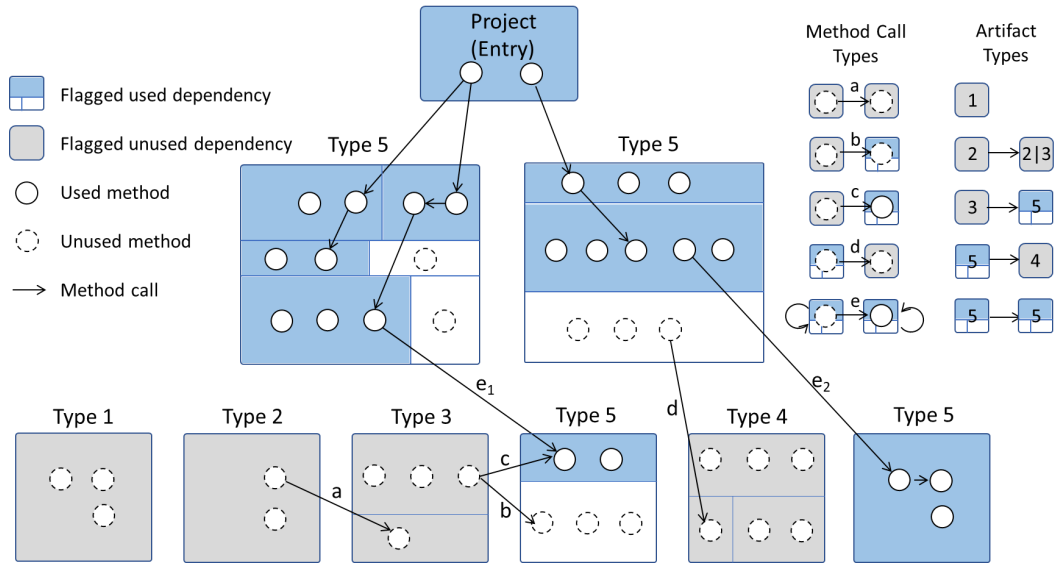 Project
(Entry)
Method Call
Types
Artifact
Types
Flagged used dependency
Flagged unused dependency
Used method
Unused method
Method call
Type 5
Type 5
a
1
b
2
2|3
c
3
5
d
5
4
e
5
5
e1
e2
d
Type 1
Type 2
Type 3
Type 5
Type 4
Type 5
a
c
b